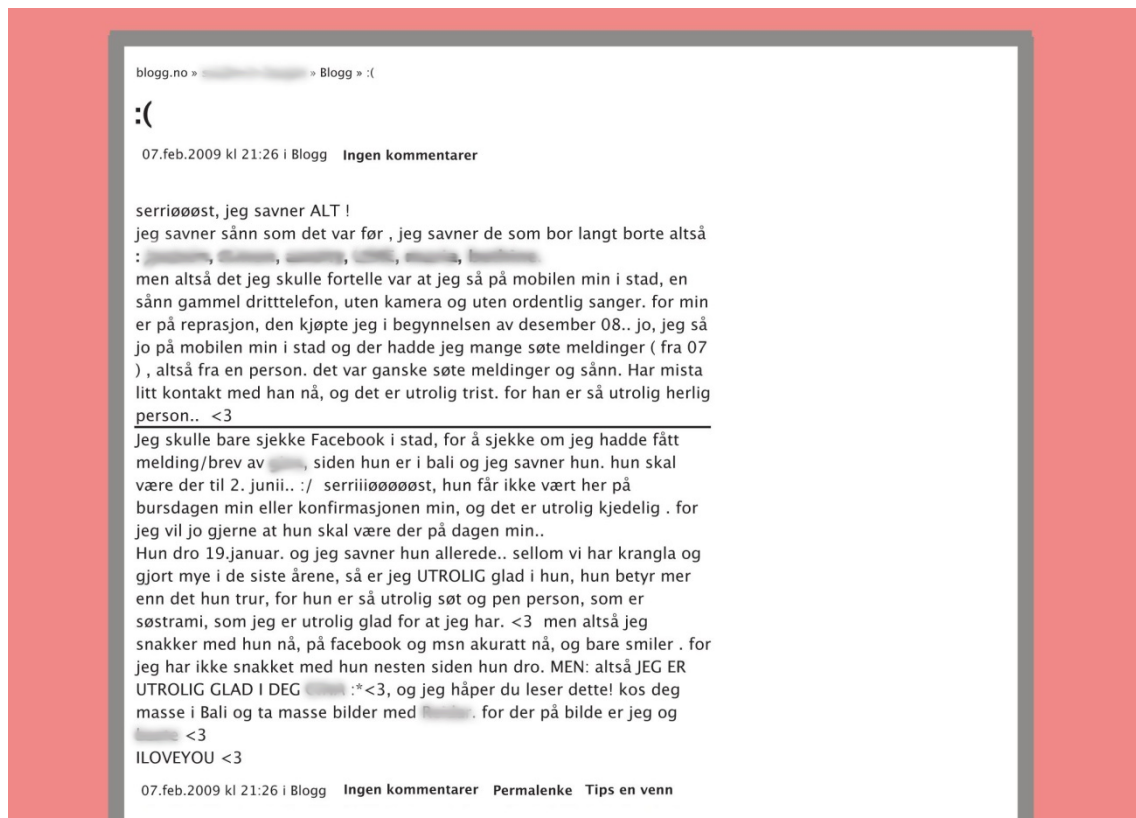 blogg.no » » Blogg » :(
:(
07.feb.2009 kl 21:26 i Blogg Ingen kommentarer
serriøøøst, jeg savner ALT !
jeg savner sånn som det var før , jeg savner de som bor langt borte altså
: , , , , ,
men altså det jeg skulle fortelle var at jeg så på mobilen min i stad, en
sånn gammel dritttelefon, uten kamera og uten ordentlig sanger. for min
er på reprasjon, den kjøpte jeg i begynnelsen av desember 08.. jo, jeg så
jo på mobilen min i stad og der hadde jeg mange søte meldinger ( fra 07
) , altså fra en person. det var ganske søte meldinger og sånn. Har mista
litt kontakt med han nå, og det er utrolig trist. for han er så utrolig herlig
person.. <3
Jeg skulle bare sjekke Facebook i stad, for å sjekke om jeg hadde fått
melding/brev av , siden hun er i bali og jeg savner hun. hun skal
være der til 2. junii.. :/ serriiiøøøøøst, hun får ikke vært her på
bursdagen min eller konfirmasjonen min, og det er utrolig kjedelig . for
jeg vil jo gjerne at hun skal være der på dagen min..
Hun dro 19.januar. og jeg savner hun allerede.. sellom vi har krangla og
gjort mye i de siste årene, så er jeg UTROLIG glad i hun, hun betyr mer
enn det hun trur, for hun er så utrolig søt og pen person, som er
søstrami, som jeg er utrolig glad for at jeg har. <3 men altså jeg
snakker med hun nå, på facebook og msn akuratt nå, og bare smiler . for
jeg har ikke snakket med hun nesten siden hun dro. MEN: altså JEG ER
UTROLIG GLAD I DEG :*<3, og jeg håper du leser dette! kos deg
masse i Bali og ta masse bilder med . for der på bilde er jeg og
<3
ILOVEYOU <3
07.feb.2009 kl 21:26 i Blogg Ingen kommentarer Permalenke Tips en venn